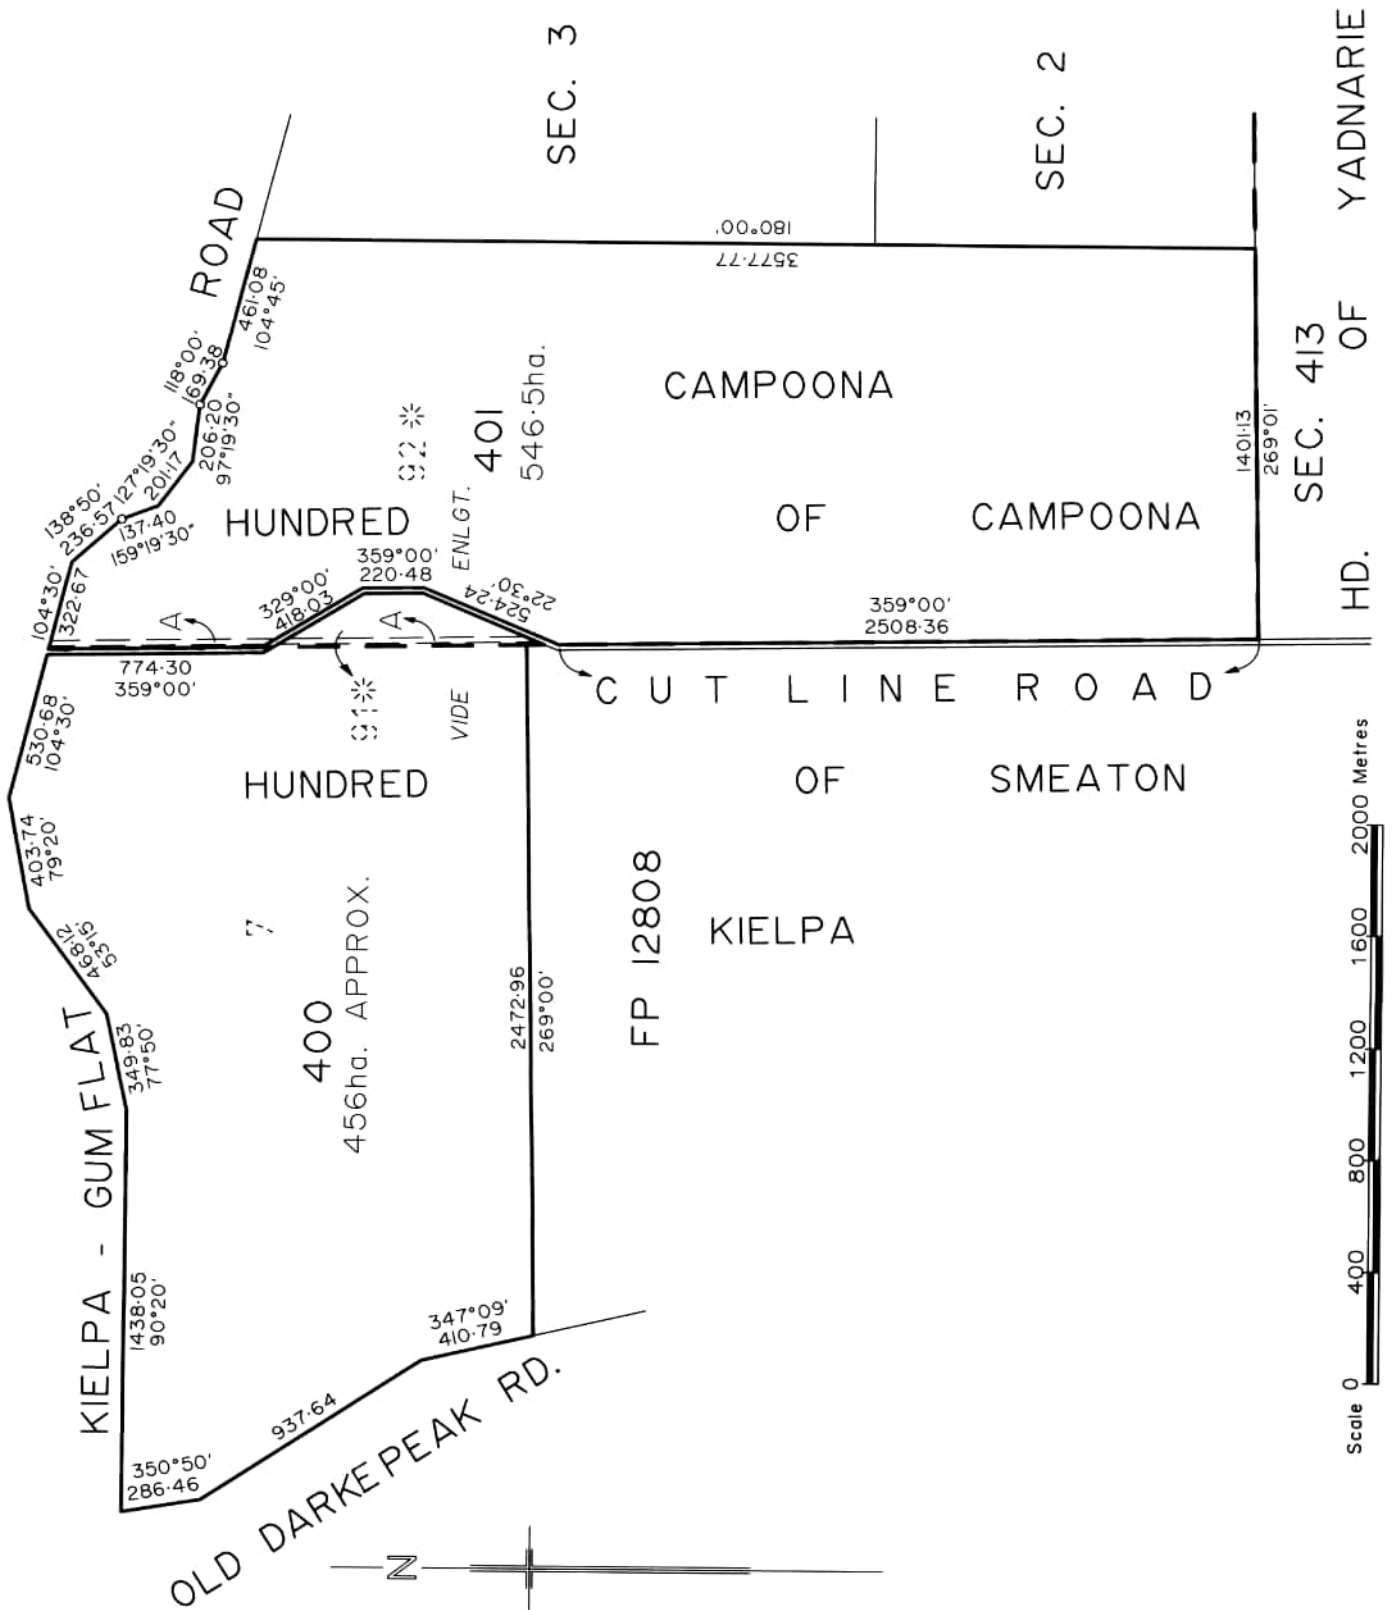 SEC. 3
SEC. 2
YADNARIE
OF
HD.
SEC. 413
ROAD
180°00'
3577·77
461·08
104°45'
118°00'
169·38
206·20
97°19'30"
127°19'30"
201·17
137·40
159°19'30"
138°50'
236·57
104°30'
322·67
CAMPOONA
92*
401
546·5ha.
HUNDRED
OF
CAMPOONA
ENLGT.
359°00'
220·48
329°00'
418·03
524·24
22°30'
1401·13
269°01'
359°00'
2508·36
A
A
774·30
359°00'
91*
VIDE
CUT LINE ROAD
530·68
104°30'
HUNDRED
OF
SMEATON
403·74
79°20'
468·12
53°15'
7
400
456ha. APPROX.
FP 12808
KIELPA
2472·96
269°00'
349·83
77°50'
KIELPA - GUM FLAT
1438·05
90°20'
347°09'
410·79
937·64
350°50'
286·46
OLD DARKE PEAK RD.
N
Scale 0 400 800 1200 1600 2000 Metres